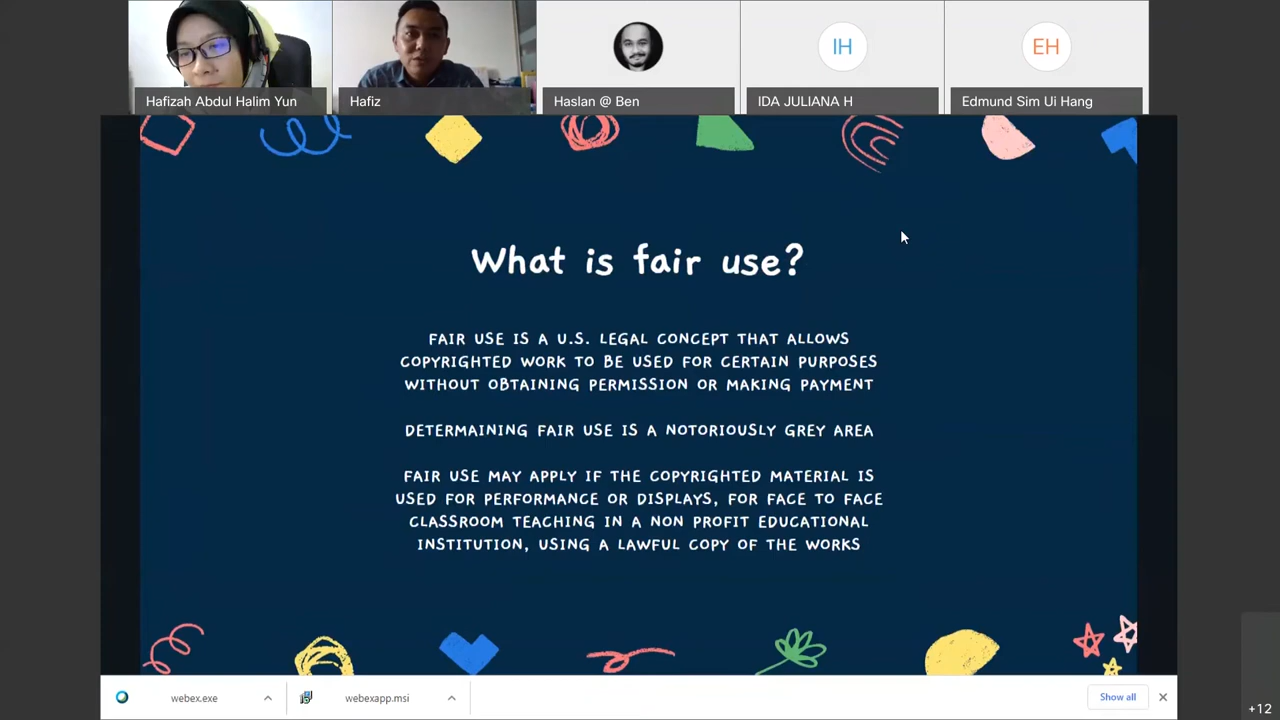 Hafizah Abdul Halim Yun
Hafiz
Haslan @ Ben
IH
IDA JULIANA H
EH
Edmund Sim Ui Hang
What is fair use?
FAIR USE IS A U.S. LEGAL CONCEPT THAT ALLOWS
COPYRIGHTED WORK TO BE USED FOR CERTAIN PURPOSES
WITHOUT OBTAINING PERMISSION OR MAKING PAYMENT
DETERMAINING FAIR USE IS A NOTORIOUSLY GREY AREA
FAIR USE MAY APPLY IF THE COPYRIGHTED MATERIAL IS
USED FOR PERFORMANCE OR DISPLAYS, FOR FACE TO FACE
CLASSROOM TEACHING IN A NON PROFIT EDUCATIONAL
INSTITUTION, USING A LAWFUL COPY OF THE WORKS
webex.exe
webexapp.msi
Show all
+12